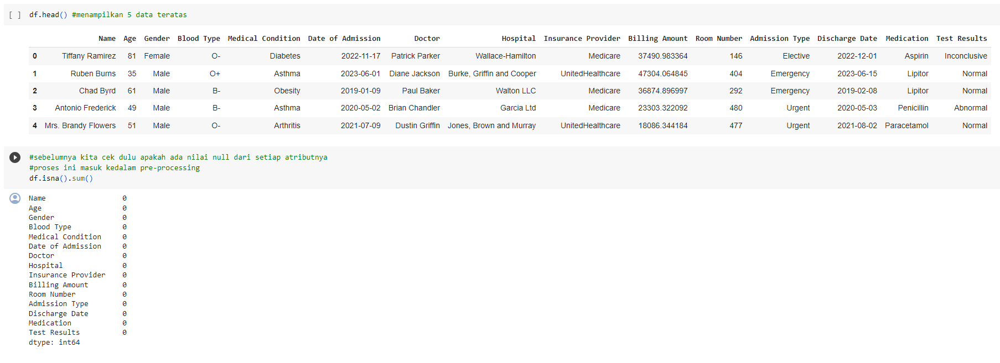 [ ] df.head() #menampilkan 5 data teratas
Name Age Gender Blood Type Medical Condition Date of Admission Doctor Hospital Insurance Provider Billing Amount Room Number Admission Type Discharge Date Medication Test Results
0 Tiffany Ramirez 81 Female O- Diabetes 2022-11-17 Patrick Parker Wallace-Hamilton Medicare 37490.983364 146 Elective 2022-12-01 Aspirin Inconclusive
1 Ruben Burns 35 Male O+ Asthma 2023-06-01 Diane Jackson Burke, Griffin and Cooper UnitedHealthcare 47304.064845 404 Emergency 2023-06-15 Lipitor Normal
2 Chad Byrd 61 Male B- Obesity 2019-01-09 Paul Baker Walton LLC Medicare 36874.896997 292 Emergency 2019-02-08 Lipitor Normal
3 Antonio Frederick 49 Male B- Asthma 2020-05-02 Brian Chandler Garcia Ltd Medicare 23303.322092 480 Urgent 2020-05-03 Penicillin Abnormal
4 Mrs. Brandy Flowers 51 Male O- Arthritis 2021-07-09 Dustin Griffin Jones, Brown and Murray UnitedHealthcare 18086.344184 477 Urgent 2021-08-02 Paracetamol Normal
#sebelumnya kita cek dulu apakah ada nilai null dari setiap atributnya
#proses ini masuk kedalam pre-processing
df.isna().sum()
Name 0
Age 0
Gender 0
Blood Type 0
Medical Condition 0
Date of Admission 0
Doctor 0
Hospital 0
Insurance Provider 0
Billing Amount 0
Room Number 0
Admission Type 0
Discharge Date 0
Medication 0
Test Results 0
dtype: int64